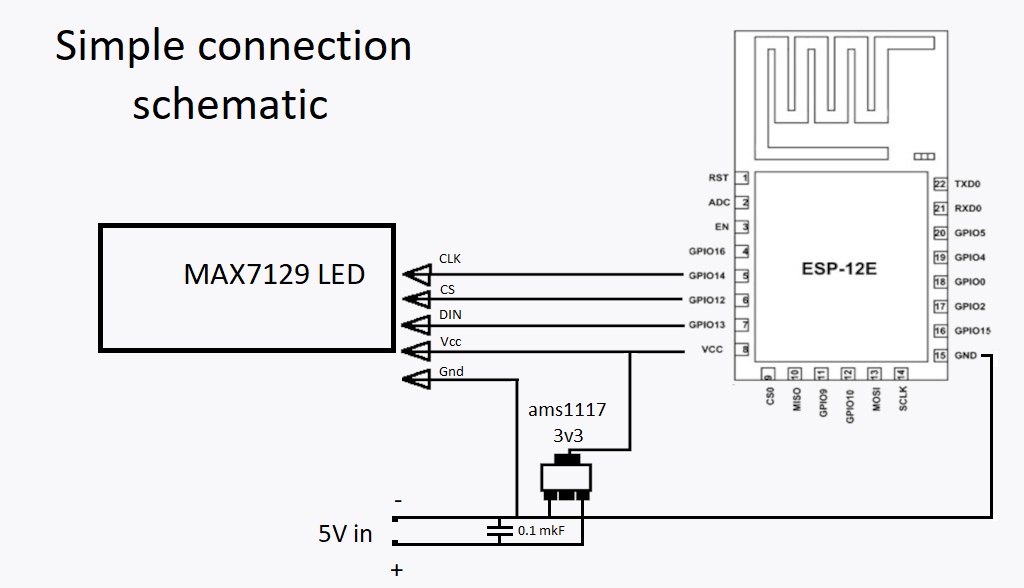 Simple connection
schematic
MAX7129 LED
CLK
CS
DIN
Vcc
Gnd
ams1117
3v3
-
5V in
+
0.1 mkF
ESP-12E
RST 1
ADC 2
EN 3
GPIO16 4
GPIO14 5
GPIO12 6
GPIO13 7
VCC 8
22 TXD0
21 RXD0
20 GPIO5
19 GPIO4
18 GPIO0
17 GPIO2
16 GPIO15
15 GND
9 10 11 12 13 14
CS0
MISO
GPIO9
GPIO10
MOSI
SCLK